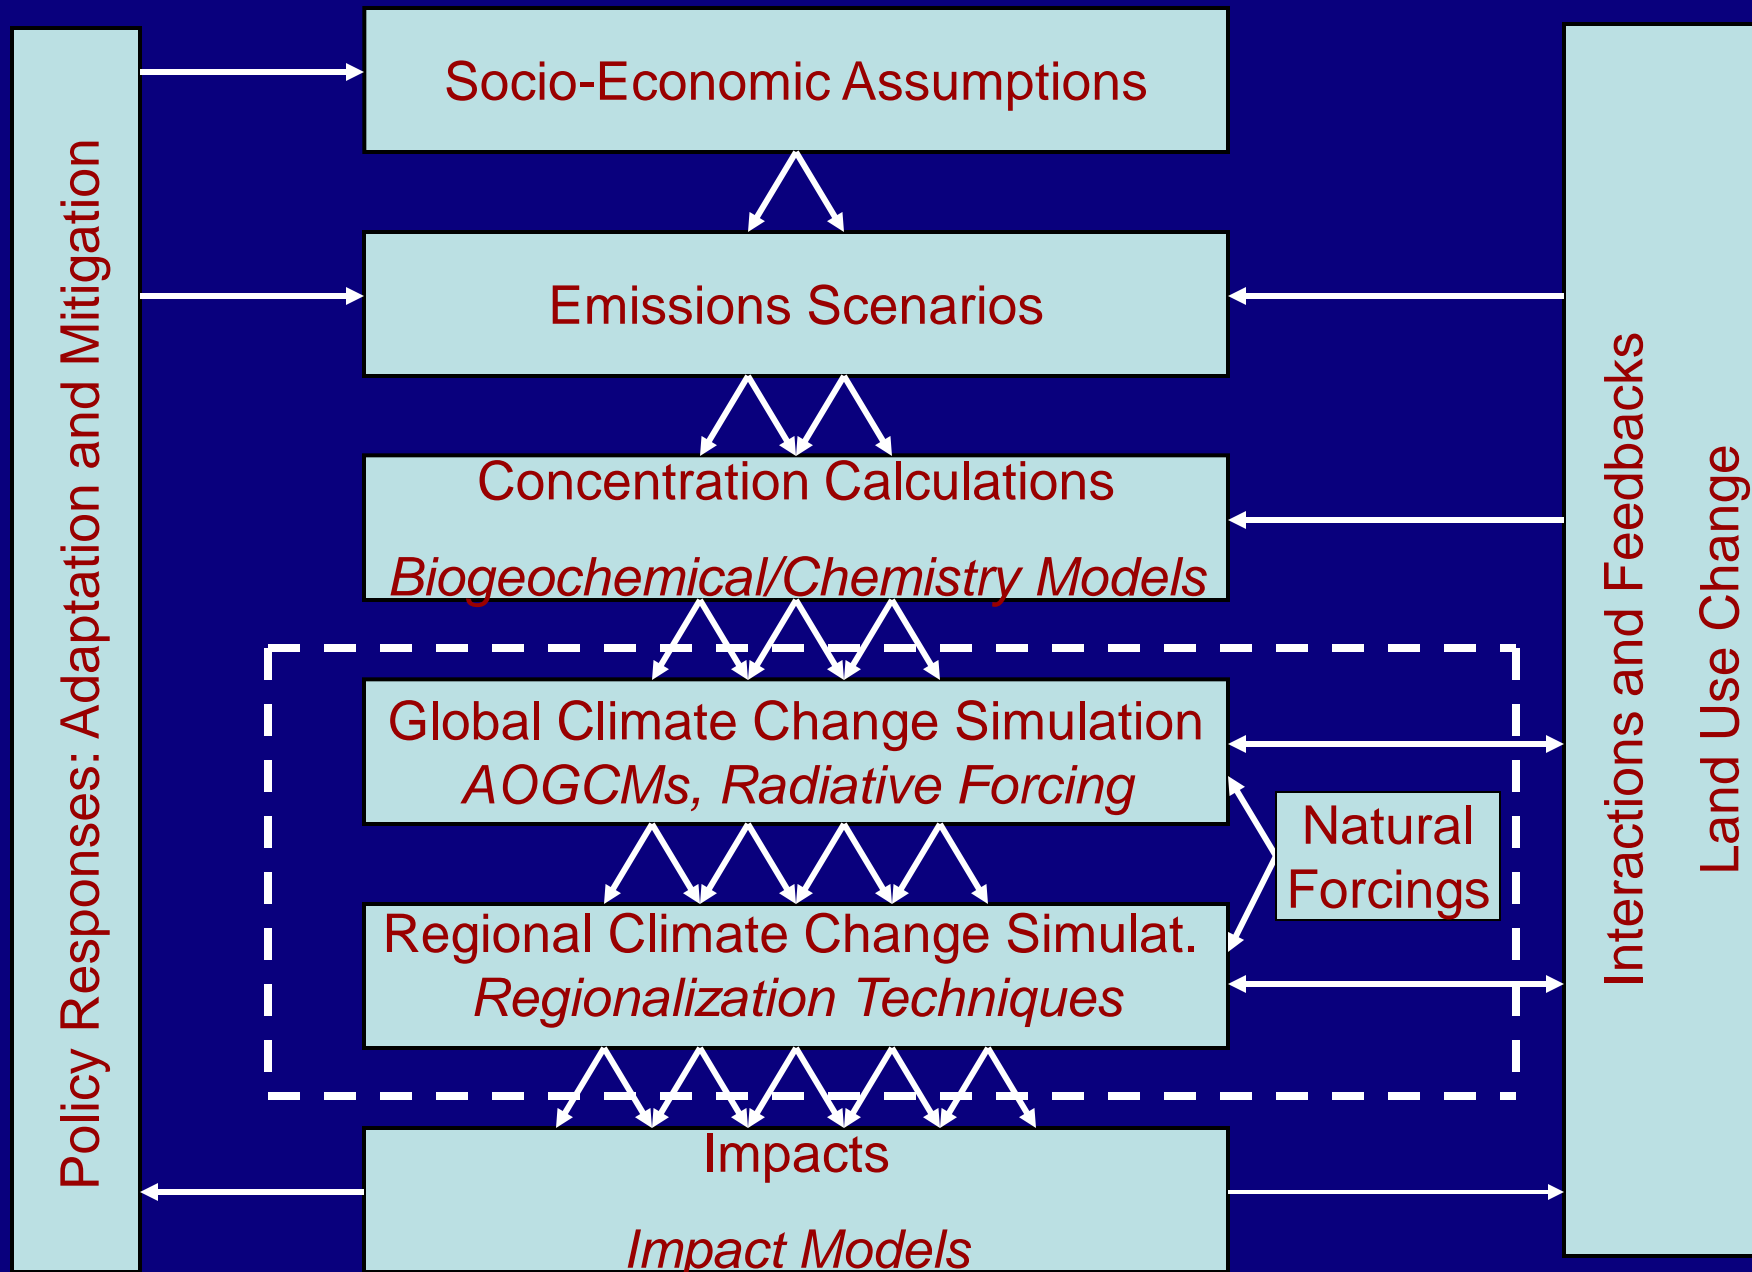 Policy Responses: Adaptation and Mitigation
Socio-Economic Assumptions
Emissions Scenarios
Concentration Calculations
Biogeochemical/Chemistry Models
Global Climate Change Simulation
AOGCMs, Radiative Forcing
Natural
Forcings
Regional Climate Change Simulat.
Regionalization Techniques
Impacts
Impact Models
Interactions and Feedbacks
Land Use Change